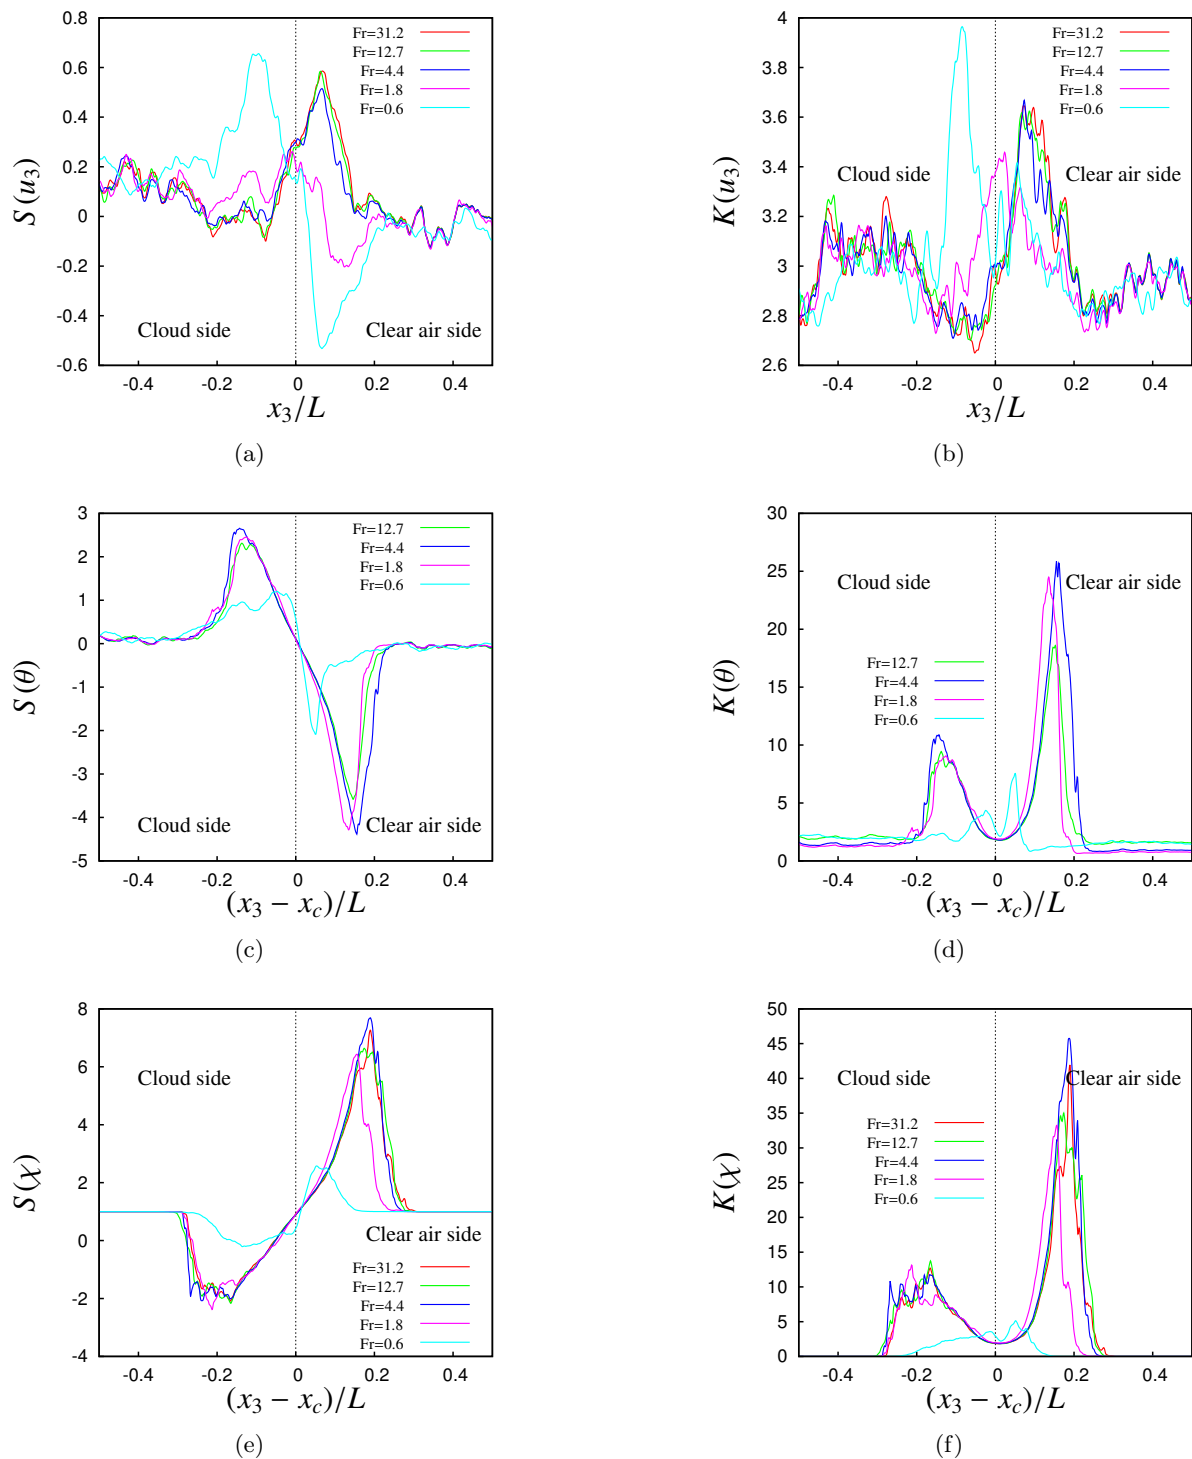 S(u₃)
0.8
0.6
0.4
0.2
0
-0.2
-0.4
-0.6
Fr=31.2
Fr=12.7
Fr=4.4
Fr=1.8
Fr=0.6
Cloud side
Clear air side
-0.4
-0.2
0
0.2
0.4
x₃/L
(a)
K(u₃)
4
3.8
3.6
3.4
3.2
3
2.8
2.6
Fr=31.2
Fr=12.7
Fr=4.4
Fr=1.8
Fr=0.6
Cloud side
Clear air side
-0.4
-0.2
0
0.2
0.4
x₃/L
(b)
S(θ)
3
2
1
0
-1
-2
-3
-4
-5
Fr=12.7
Fr=4.4
Fr=1.8
Fr=0.6
Cloud side
Clear air side
-0.4
-0.2
0
0.2
0.4
(x₃ − x_c)/L
(c)
K(θ)
30
25
20
15
10
5
0
Cloud side
Clear air side
Fr=12.7
Fr=4.4
Fr=1.8
Fr=0.6
-0.4
-0.2
0
0.2
0.4
(x₃ − x_c)/L
(d)
S(χ)
8
6
4
2
0
-2
-4
Cloud side
Clear air side
Fr=31.2
Fr=12.7
Fr=4.4
Fr=1.8
Fr=0.6
-0.4
-0.2
0
0.2
0.4
(x₃ − x_c)/L
(e)
K(χ)
50
45
40
35
30
25
20
15
10
5
0
Cloud side
Clear air side
Fr=31.2
Fr=12.7
Fr=4.4
Fr=1.8
Fr=0.6
-0.4
-0.2
0
0.2
0.4
(x₃ − x_c)/L
(f)